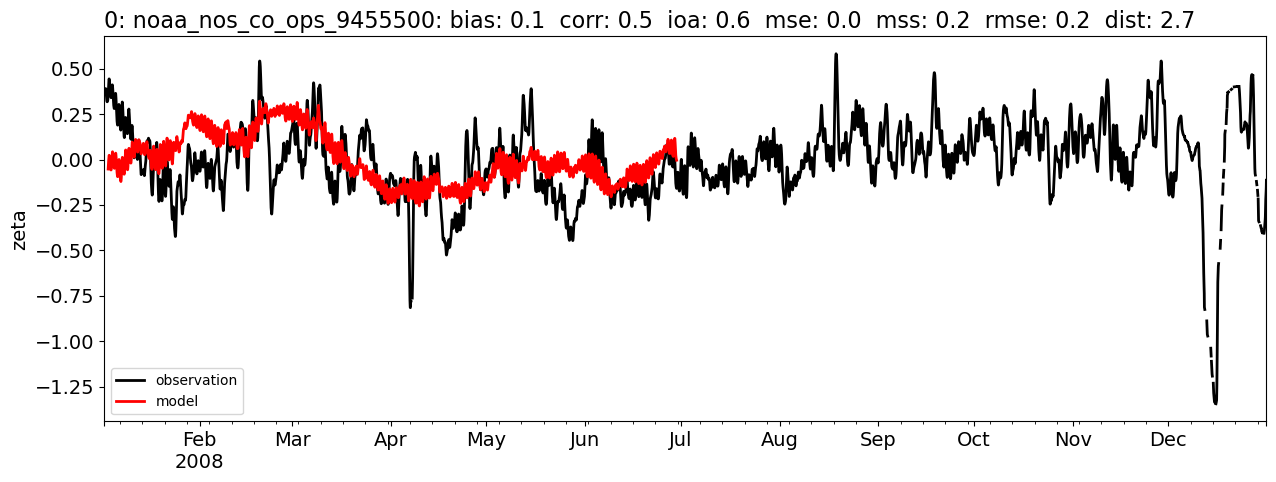 0: noaa_nos_co_ops_9455500: bias: 0.1  corr: 0.5  ioa: 0.6  mse: 0.0  mss: 0.2  rmse: 0.2  dist: 2.7
zeta
0.50
0.25
0.00
−0.25
−0.50
−0.75
−1.00
−1.25
observation
model
Feb Mar Apr May Jun Jul Aug Sep Oct Nov Dec
2008